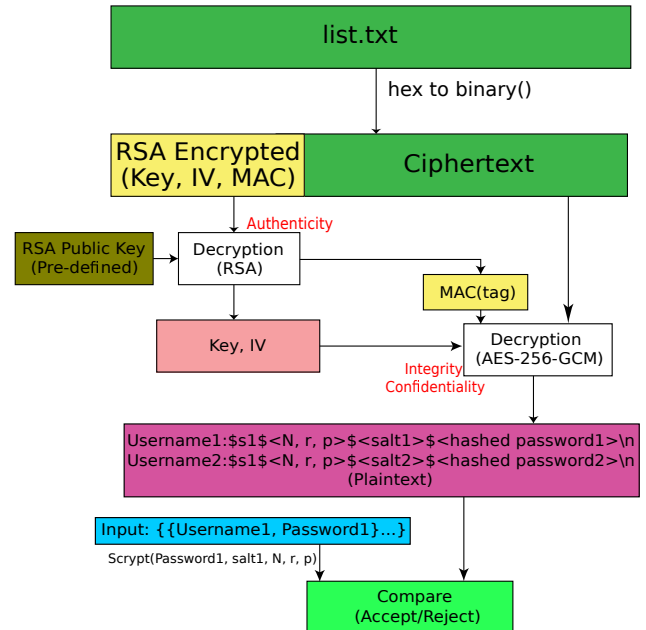 list.txt
hex to binary()
RSA Encrypted
(Key, IV, MAC)
Ciphertext
Authenticity
RSA Public Key
(Pre-defined)
Decryption
(RSA)
MAC(tag)
Key, IV
Decryption
(AES-256-GCM)
Integrity
Confidentiality
Username1:$s1$<N, r, p>$<salt1>$<hashed password1>\n
Username2:$s1$<N, r, p>$<salt2>$<hashed password2>\n
(Plaintext)
Input: {{Username1, Password1}...}
Scrypt(Password1, salt1, N, r, p)
Compare
(Accept/Reject)